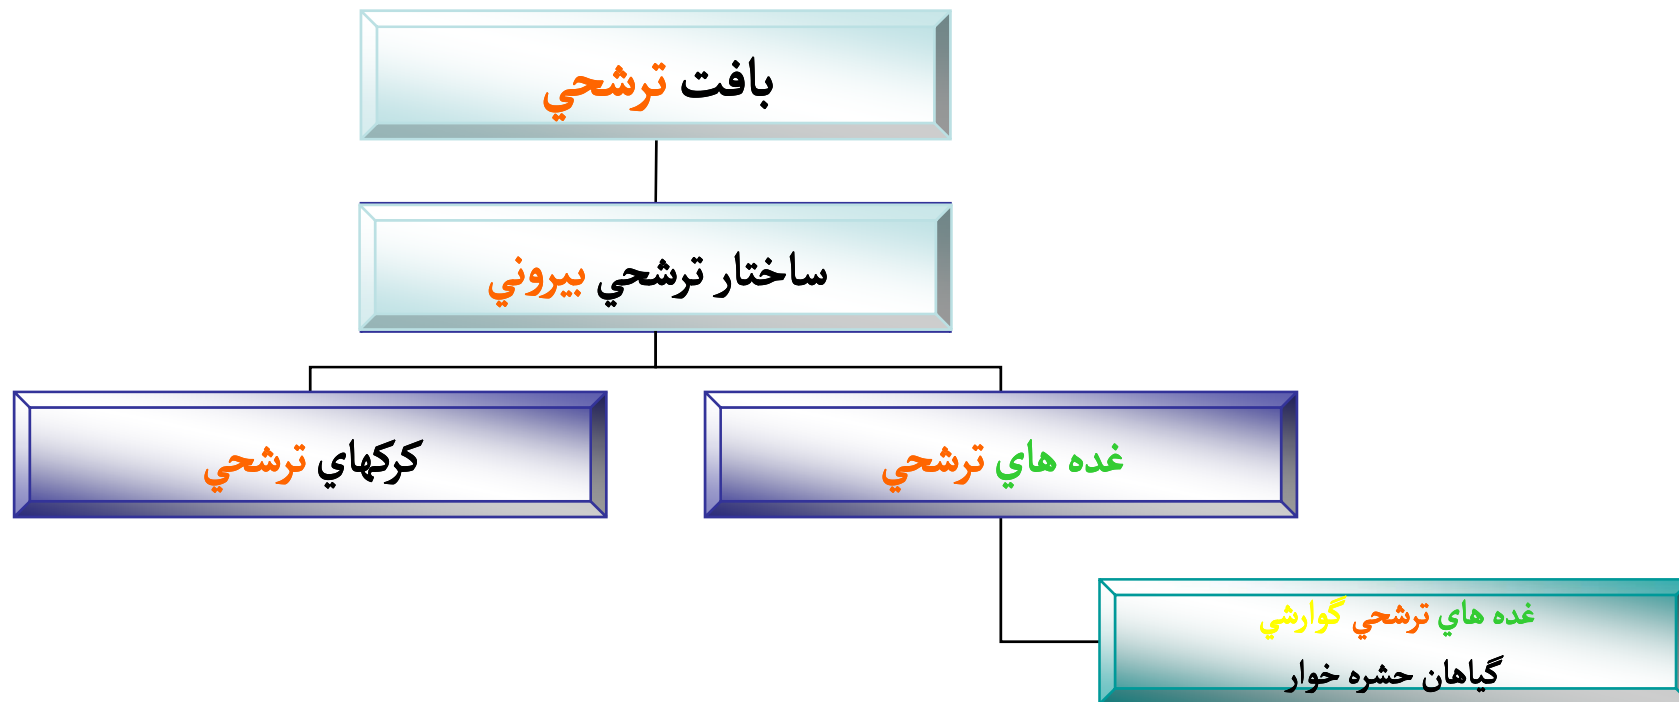 بافت ترشحي
ساختار ترشحي بيروني
غده هاي ترشحي
كركهاي ترشحي
غده هاي ترشحي گوارشي
گياهان حشره خوار